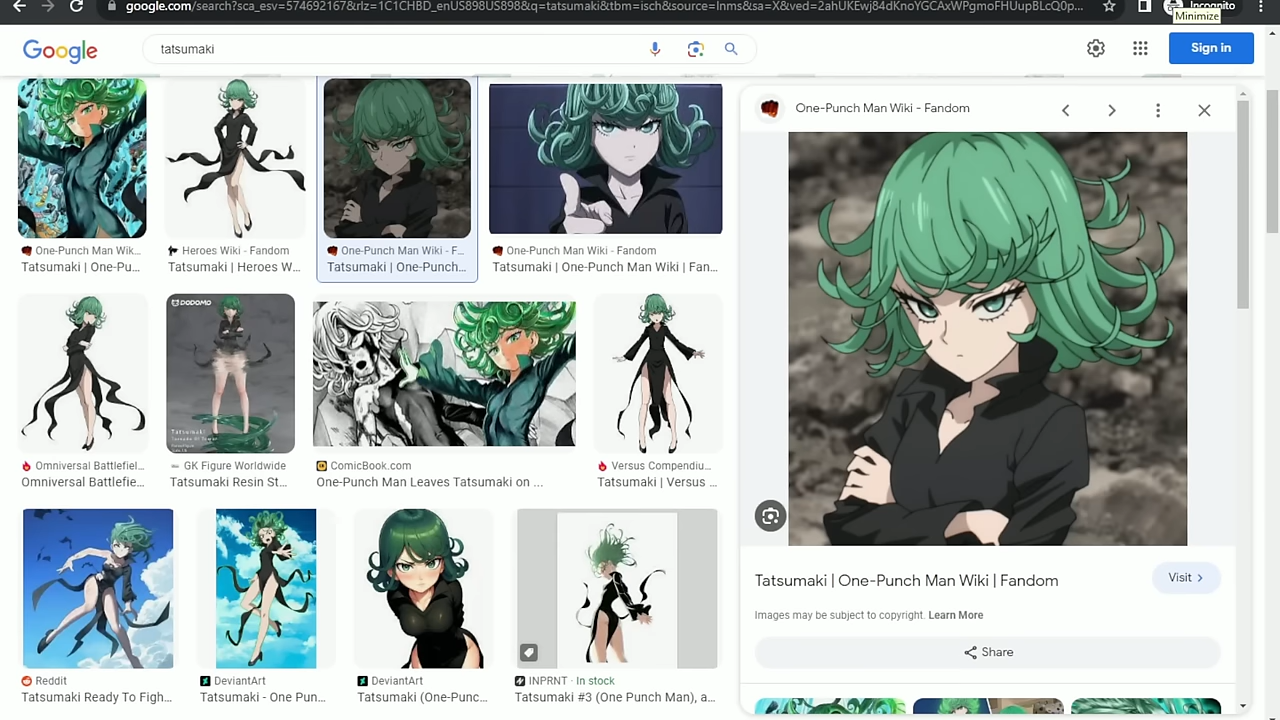 google.com/search?sca_esv=574692167&rlz=1C1CHBD_enUS898US898&q=tatsumaki&tbm=isch&source=lnms&sa=X&ved=2ahUKEwj84dKnoYGCAxWPgmoFHUupBLcQ0p...
Incognito
Minimize
Google
tatsumaki
Sign in
One-Punch Man Wiki - Fandom
One-Punch Man Wik...
Tatsumaki | One-Pu...
Heroes Wiki - Fandom
Tatsumaki | Heroes W...
One-Punch Man Wiki - F...
Tatsumaki | One-Punch...
One-Punch Man Wiki - Fandom
Tatsumaki | One-Punch Man Wiki | Fan...
DODOMO
Tatsumaki
Omniversal Battlefiel...
Omniversal Battlefie...
GK Figure Worldwide
Tatsumaki Resin St...
ComicBook.com
One-Punch Man Leaves Tatsumaki on ...
Versus Compendiu...
Tatsumaki | Versus ...
Tatsumaki | One-Punch Man Wiki | Fandom
Visit
Images may be subject to copyright. Learn More
Share
Reddit
Tatsumaki Ready To Figh...
DeviantArt
Tatsumaki - One Pun...
DeviantArt
Tatsumaki (One-Punc...
INPRNT · In stock
Tatsumaki #3 (One Punch Man), a...